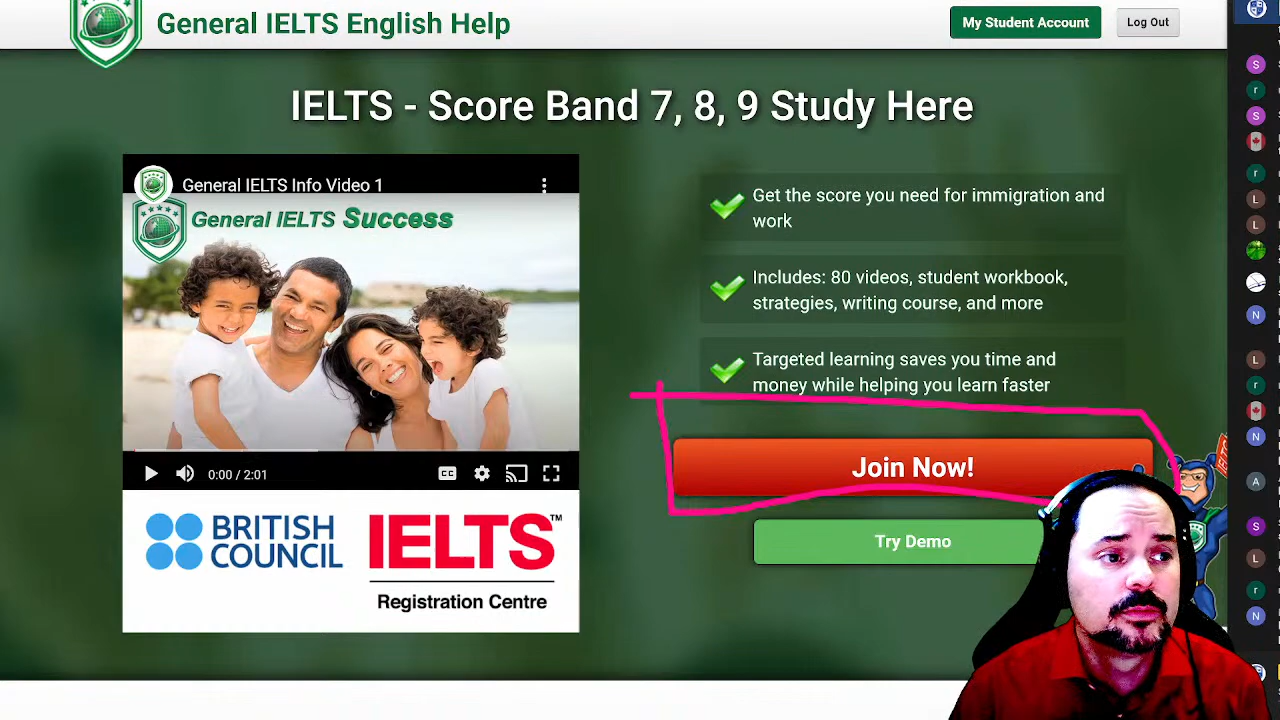 General IELTS English Help
My Student Account
Log Out
IELTS - Score Band 7, 8, 9 Study Here
General IELTS Info Video 1
General IELTS Success
0:00 / 2:01
CC
BRITISH
COUNCIL
IELTS™
Registration Centre
Get the score you need for immigration and
work
Includes: 80 videos, student workbook,
strategies, writing course, and more
Targeted learning saves you time and
money while helping you learn faster
Join Now!
Try Demo
S
r
S
r
L
L
N
L
r
N
A
S
L
r
N